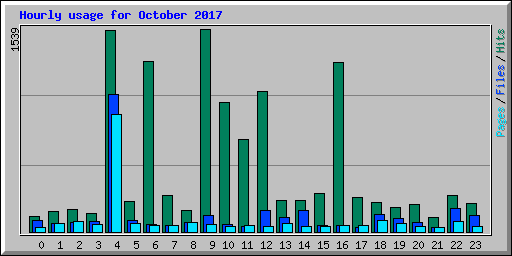 Hourly usage for October 2017
1539
Pages/Files/Hits
0 1 2 3 4 5 6 7 8 9 10 11 12 13 14 15 16 17 18 19 20 21 22 23